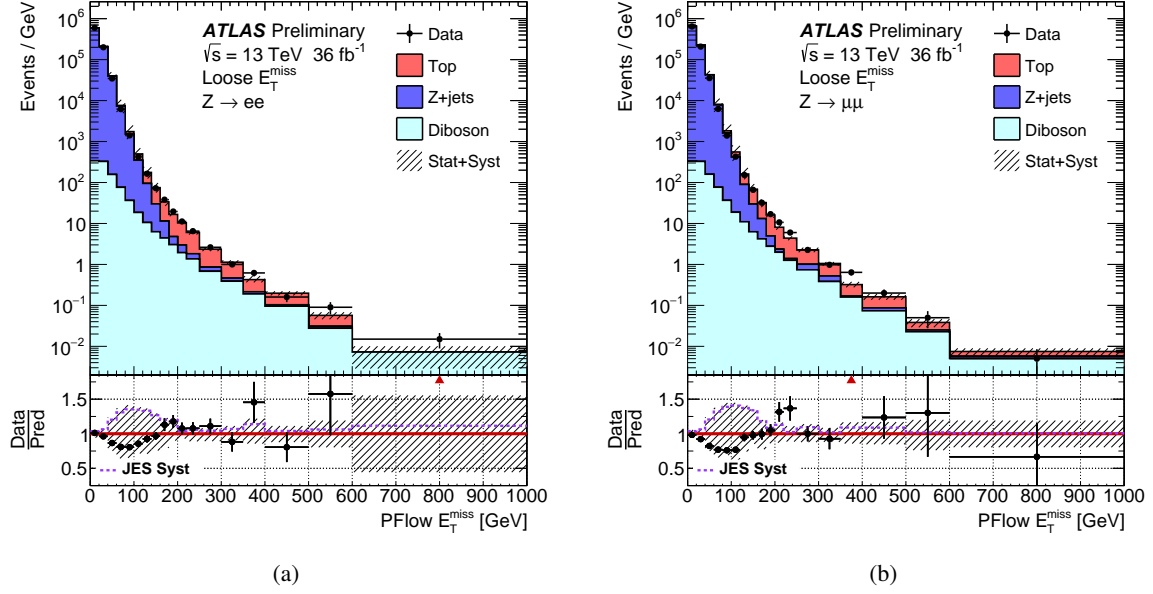 Events / GeV
10⁶
10⁵
10⁴
10³
10²
10
1
10⁻¹
10⁻²
ATLAS Preliminary
√s = 13 TeV 36 fb⁻¹
Loose E_T^miss
Z → ee
Data
Top
Z+jets
Diboson
Stat+Syst
Data
Pred
1.5
1
0.5
JES Syst
0 100 200 300 400 500 600 700 800 900 1000
PFlow E_T^miss [GeV]
(a)
Events / GeV
10⁶
10⁵
10⁴
10³
10²
10
1
10⁻¹
10⁻²
ATLAS Preliminary
√s = 13 TeV 36 fb⁻¹
Loose E_T^miss
Z → μμ
Data
Top
Z+jets
Diboson
Stat+Syst
Data
Pred
1.5
1
0.5
JES Syst
0 100 200 300 400 500 600 700 800 900 1000
PFlow E_T^miss [GeV]
(b)